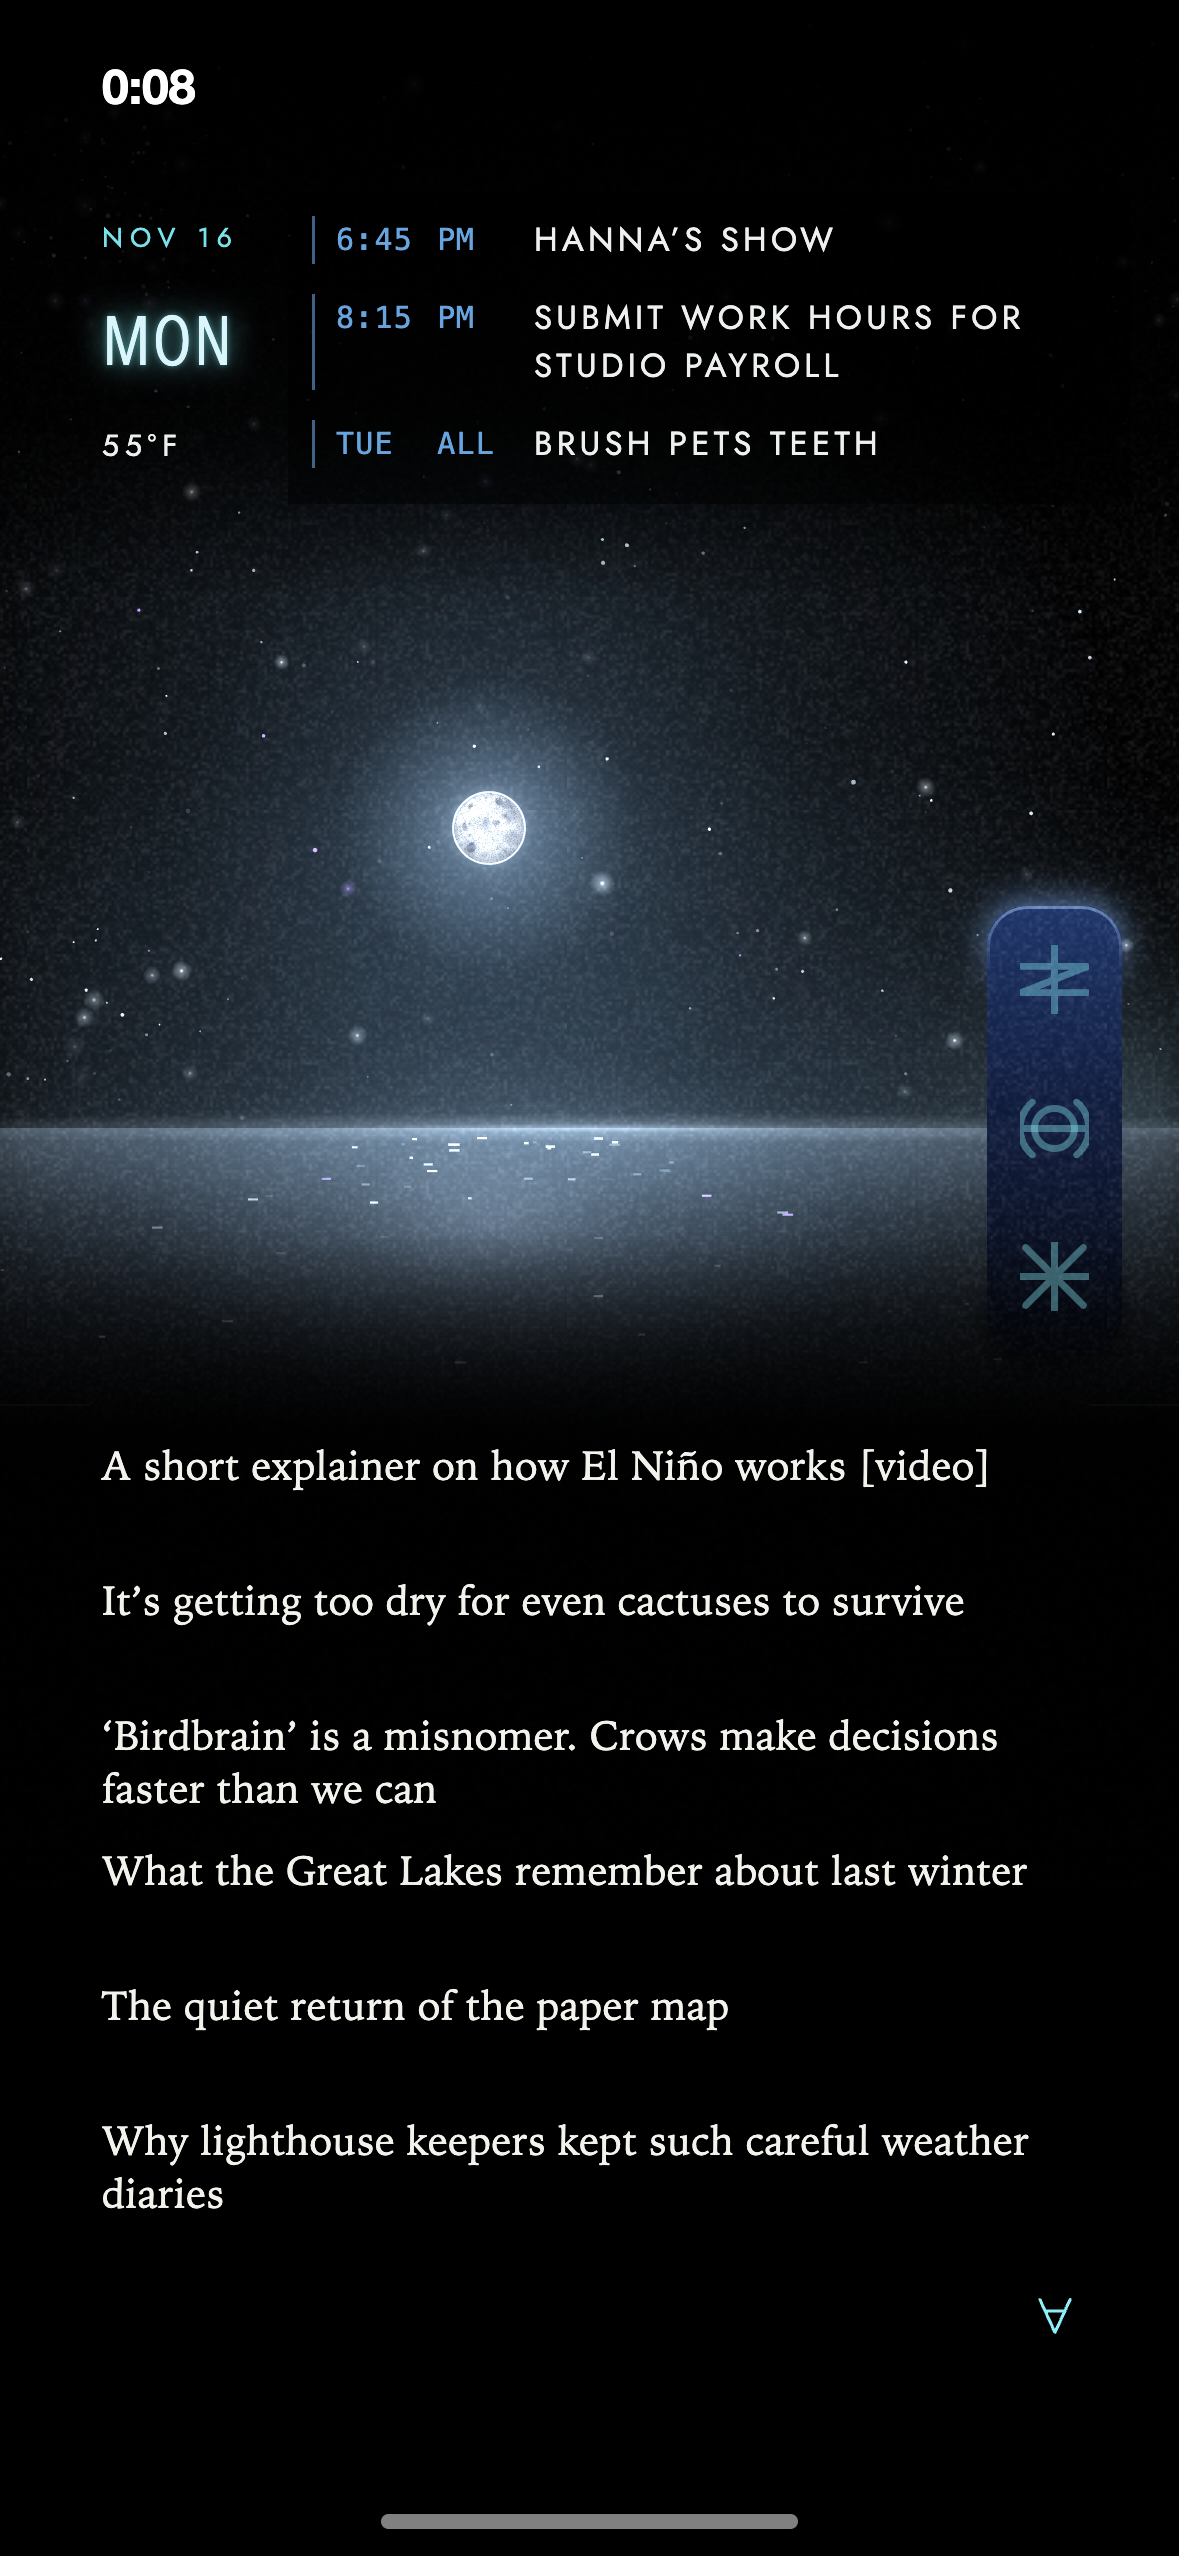 0:08
NOV 16
MON
55°F
6:45 PM HANNA’S SHOW
8:15 PM SUBMIT WORK HOURS FOR
STUDIO PAYROLL
TUE ALL BRUSH PETS TEETH
A short explainer on how El Niño works [video]
It’s getting too dry for even cactuses to survive
‘Birdbrain’ is a misnomer. Crows make decisions
faster than we can
What the Great Lakes remember about last winter
The quiet return of the paper map
Why lighthouse keepers kept such careful weather
diaries
∀